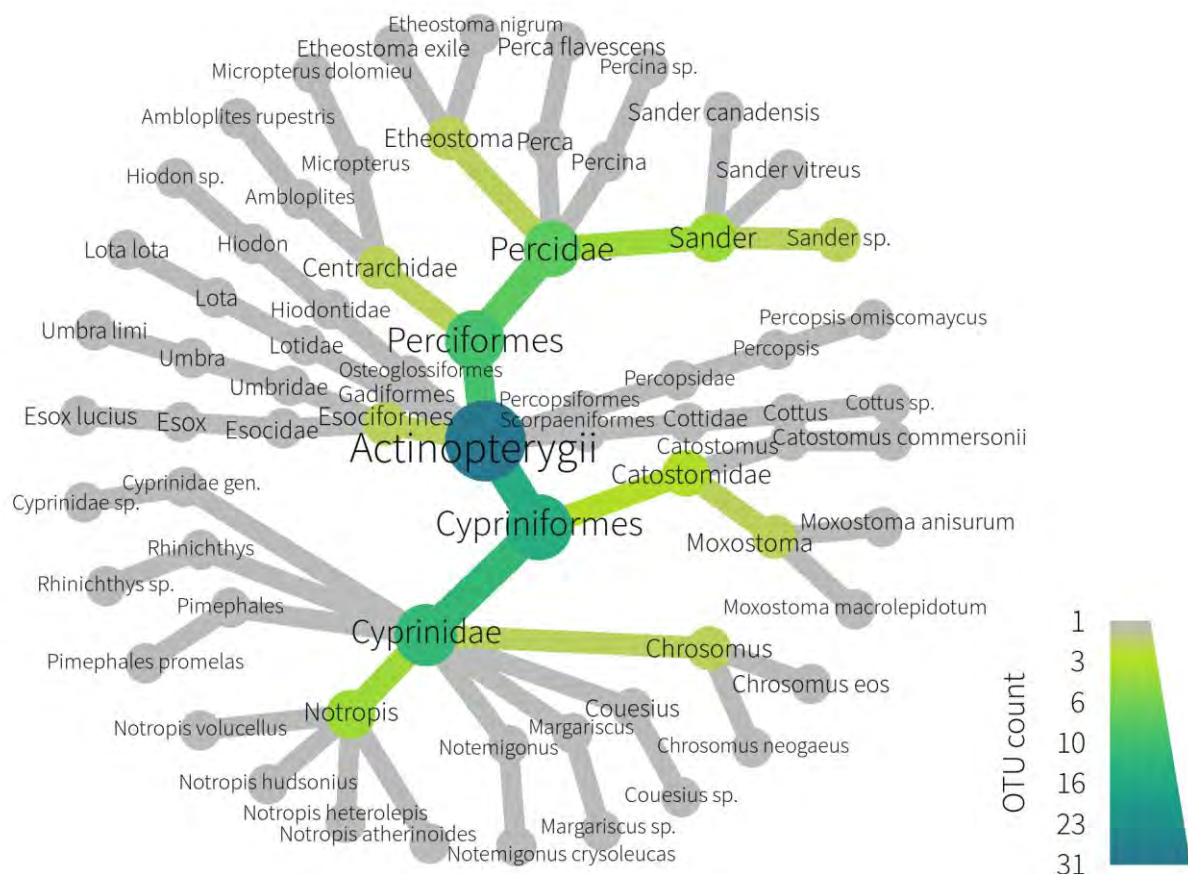 Etheostoma nigrum
Etheostoma exile
Perca flavescens
Micropterus dolomieu
Percina sp.
Ambloplites rupestris
Sander canadensis
Etheostoma
Perca
Percina
Micropterus
Sander vitreus
Hiodon sp.
Ambloplites
Lota lota
Hiodon
Centrarchidae
Percidae
Sander
Sander sp.
Lota
Hiodontidae
Umbra limi
Umbra
Lotidae
Perciformes
Percopsis omiscomaycus
Percopsis
Osteoglossiformes
Percopsidae
Umbridae
Gadiformes
Percopsiformes
Esox lucius
Esox
Esocidae
Esociformes
Scorpaeniformes
Cottidae
Cottus
Cottus sp.
Actinopterygii
Catostomus
Catostomus commersonii
Catostomidae
Cyprinidae gen.
Cyprinidae sp.
Cypriniformes
Moxostoma anisurum
Moxostoma
Rhinichthys
Rhinichthys sp.
Pimephales
Moxostoma macrolepidotum
Cyprinidae
Chrosomus
Pimephales promelas
Chrosomus eos
Notropis
Couesius
Notropis volucellus
Margariscus
Notemigonus
Chrosomus neogaeus
Notropis hudsonius
Couesius sp.
Notropis heterolepis
Notropis atherinoides
Margariscus sp.
Notemigonus crysoleucas
OTU count
1
3
6
10
16
23
31